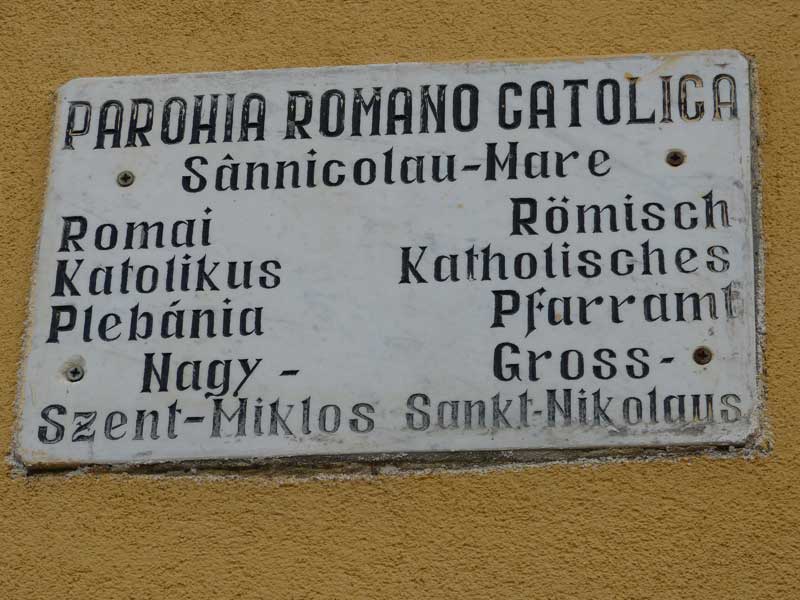 PAROHIA ROMANO CATOLICA
Sânnicolau-Mare
Romai
Katolikus
Plebánia
Nagy-
Szent-Miklos
Römisch
Katholisches
Pfarramt
Gross-
Sankt-Nikolaus